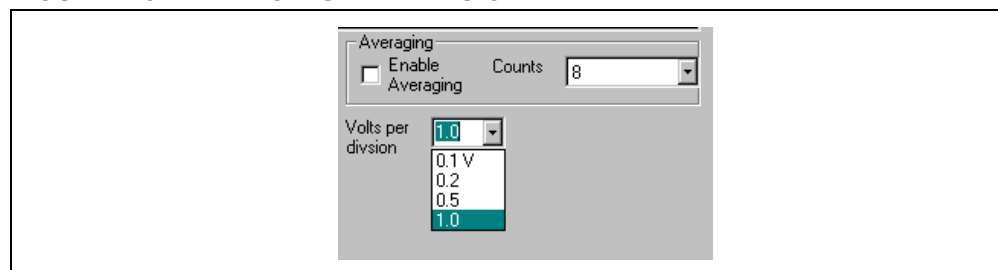 Averaging
Enable Averaging
Counts
8
Volts per divsion
1.0
0.1 V
0.2
0.5
1.0